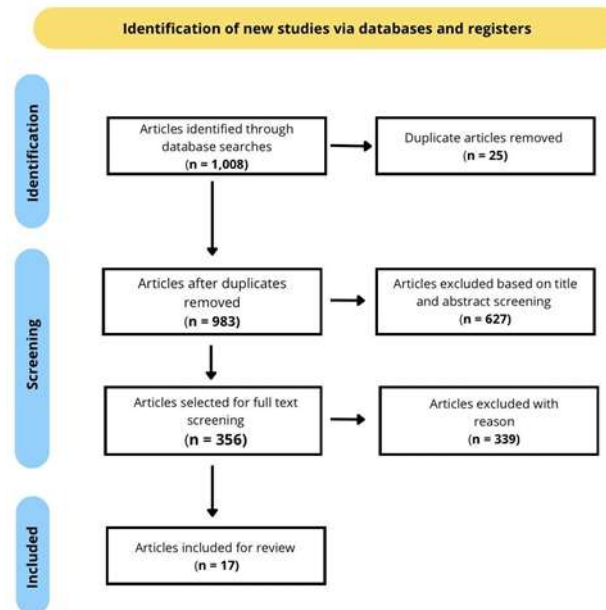 Identification of new studies via databases and registers
Identification
Articles identified through
database searches
(n = 1,008)
Duplicate articles removed
(n = 25)
Screening
Articles after duplicates
removed
(n = 983)
Articles excluded based on title
and abstract screening
(n = 627)
Articles selected for full text
screening
(n = 356)
Articles excluded with
reason
(n = 339)
Included
Articles included for review
(n = 17)